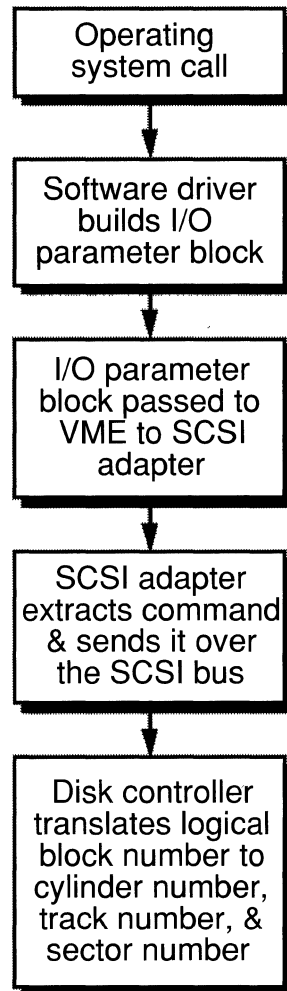 Operating
system call
Software driver
builds I/O
parameter block
I/O parameter
block passed to
VME to SCSI
adapter
SCSI adapter
extracts command
& sends it over
the SCSI bus
Disk controller
translates logical
block number to
cylinder number,
track number, &
sector number